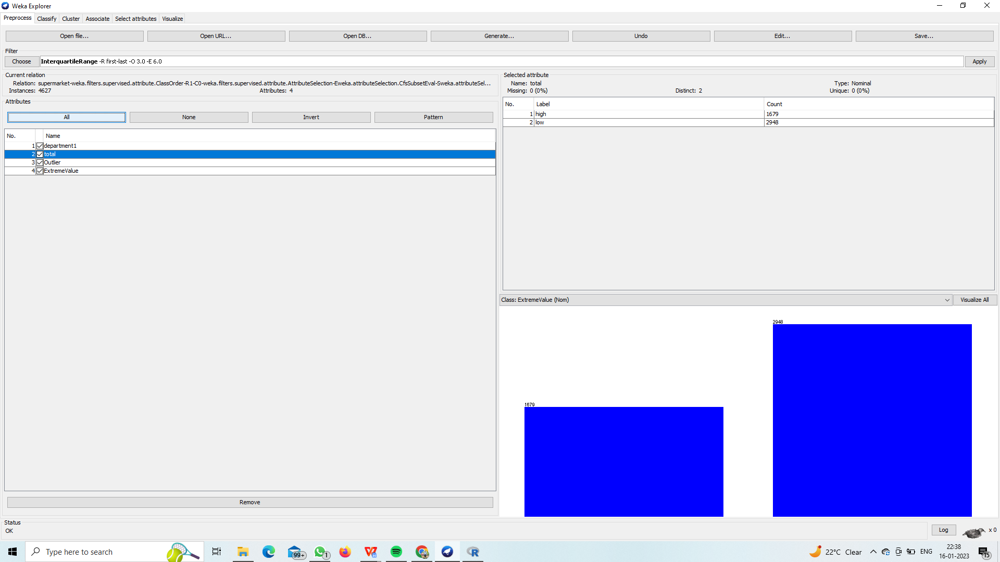 Weka Explorer
Preprocess Classify Cluster Associate Select attributes Visualize
Open file... Open URL... Open DB... Generate... Undo Edit... Save...
Filter
Choose InterquartileRange -R first-last -O 3.0 -E 6.0 Apply
Current relation
Relation: supermarket-weka.filters.supervised.attribute.ClassOrder-R1-C0-weka.filters.supervised.attribute.AttributeSelection-Eweka.attributeSelection.CfsSubsetEval-Sweka.attributeSel...
Instances: 4627 Attributes: 4
Attributes
All None Invert Pattern
No. Name
1 department1
2 total
3 Outlier
4 ExtremeValue
Remove
Selected attribute
Name: total Type: Nominal
Missing: 0 (0%) Distinct: 2 Unique: 0 (0%)
No. Label Count
1 high 1679
2 low 2948
Class: ExtremeValue (Nom) Visualize All
2948
1679
Status
OK
Log x 0
Type here to search
99+
1
22°C Clear
ENG
22:38
16-01-2023
15